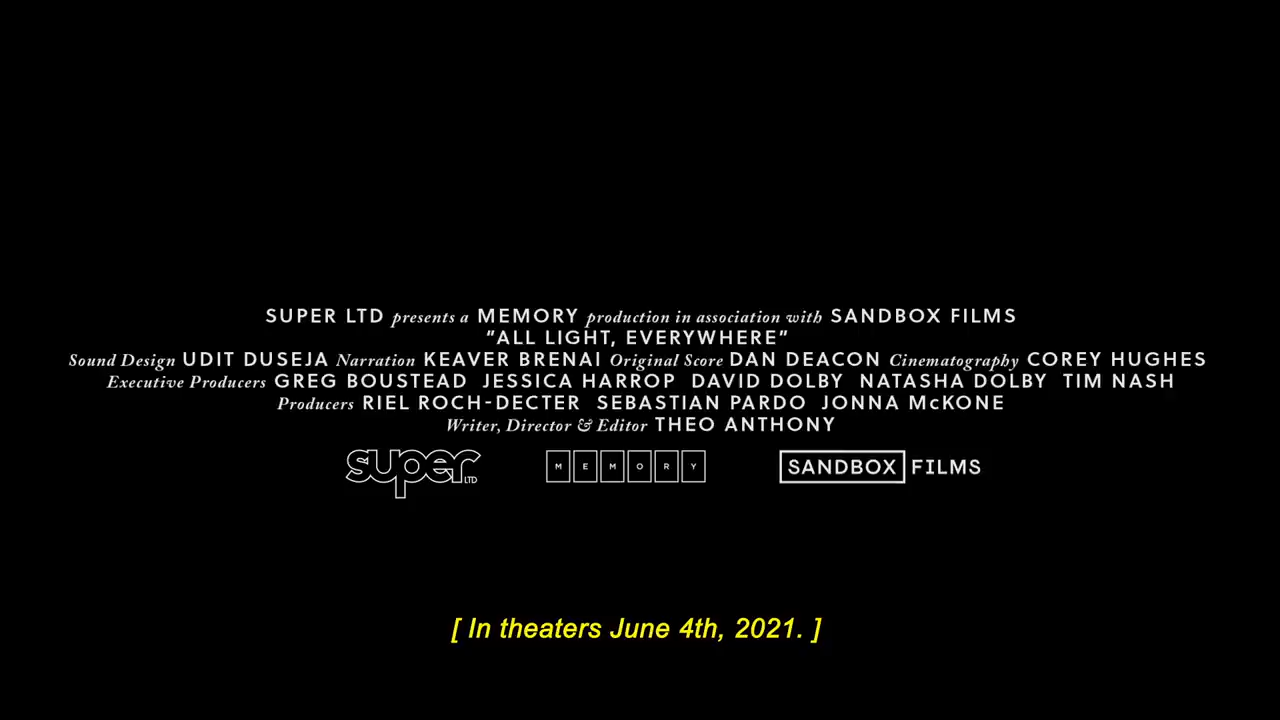 SUPER LTD presents a MEMORY production in association with SANDBOX FILMS
"ALL LIGHT, EVERYWHERE"
Sound Design UDIT DUSEJA Narration KEAVER BRENAI Original Score DAN DEACON Cinematography COREY HUGHES
Executive Producers GREG BOUSTEAD JESSICA HARROP DAVID DOLBY NATASHA DOLBY TIM NASH
Producers RIEL ROCH-DECTER SEBASTIAN PARDO JONNA McKONE
Writer, Director & Editor THEO ANTHONY
super LTD MEMORY SANDBOX FILMS
[ In theaters June 4th, 2021. ]